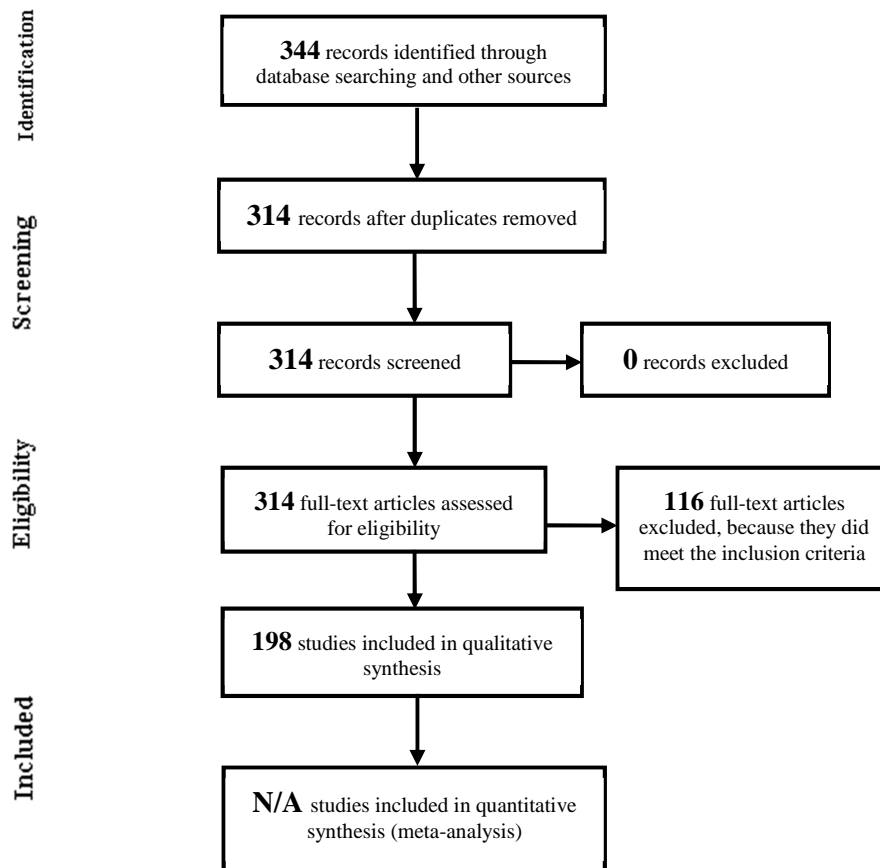 Identification
344 records identified through
database searching and other sources
Screening
314 records after duplicates removed
314 records screened
0 records excluded
Eligibility
314 full-text articles assessed
for eligibility
116 full-text articles
excluded, because they did
meet the inclusion criteria
Included
198 studies included in qualitative
synthesis
N/A studies included in quantitative
synthesis (meta-analysis)